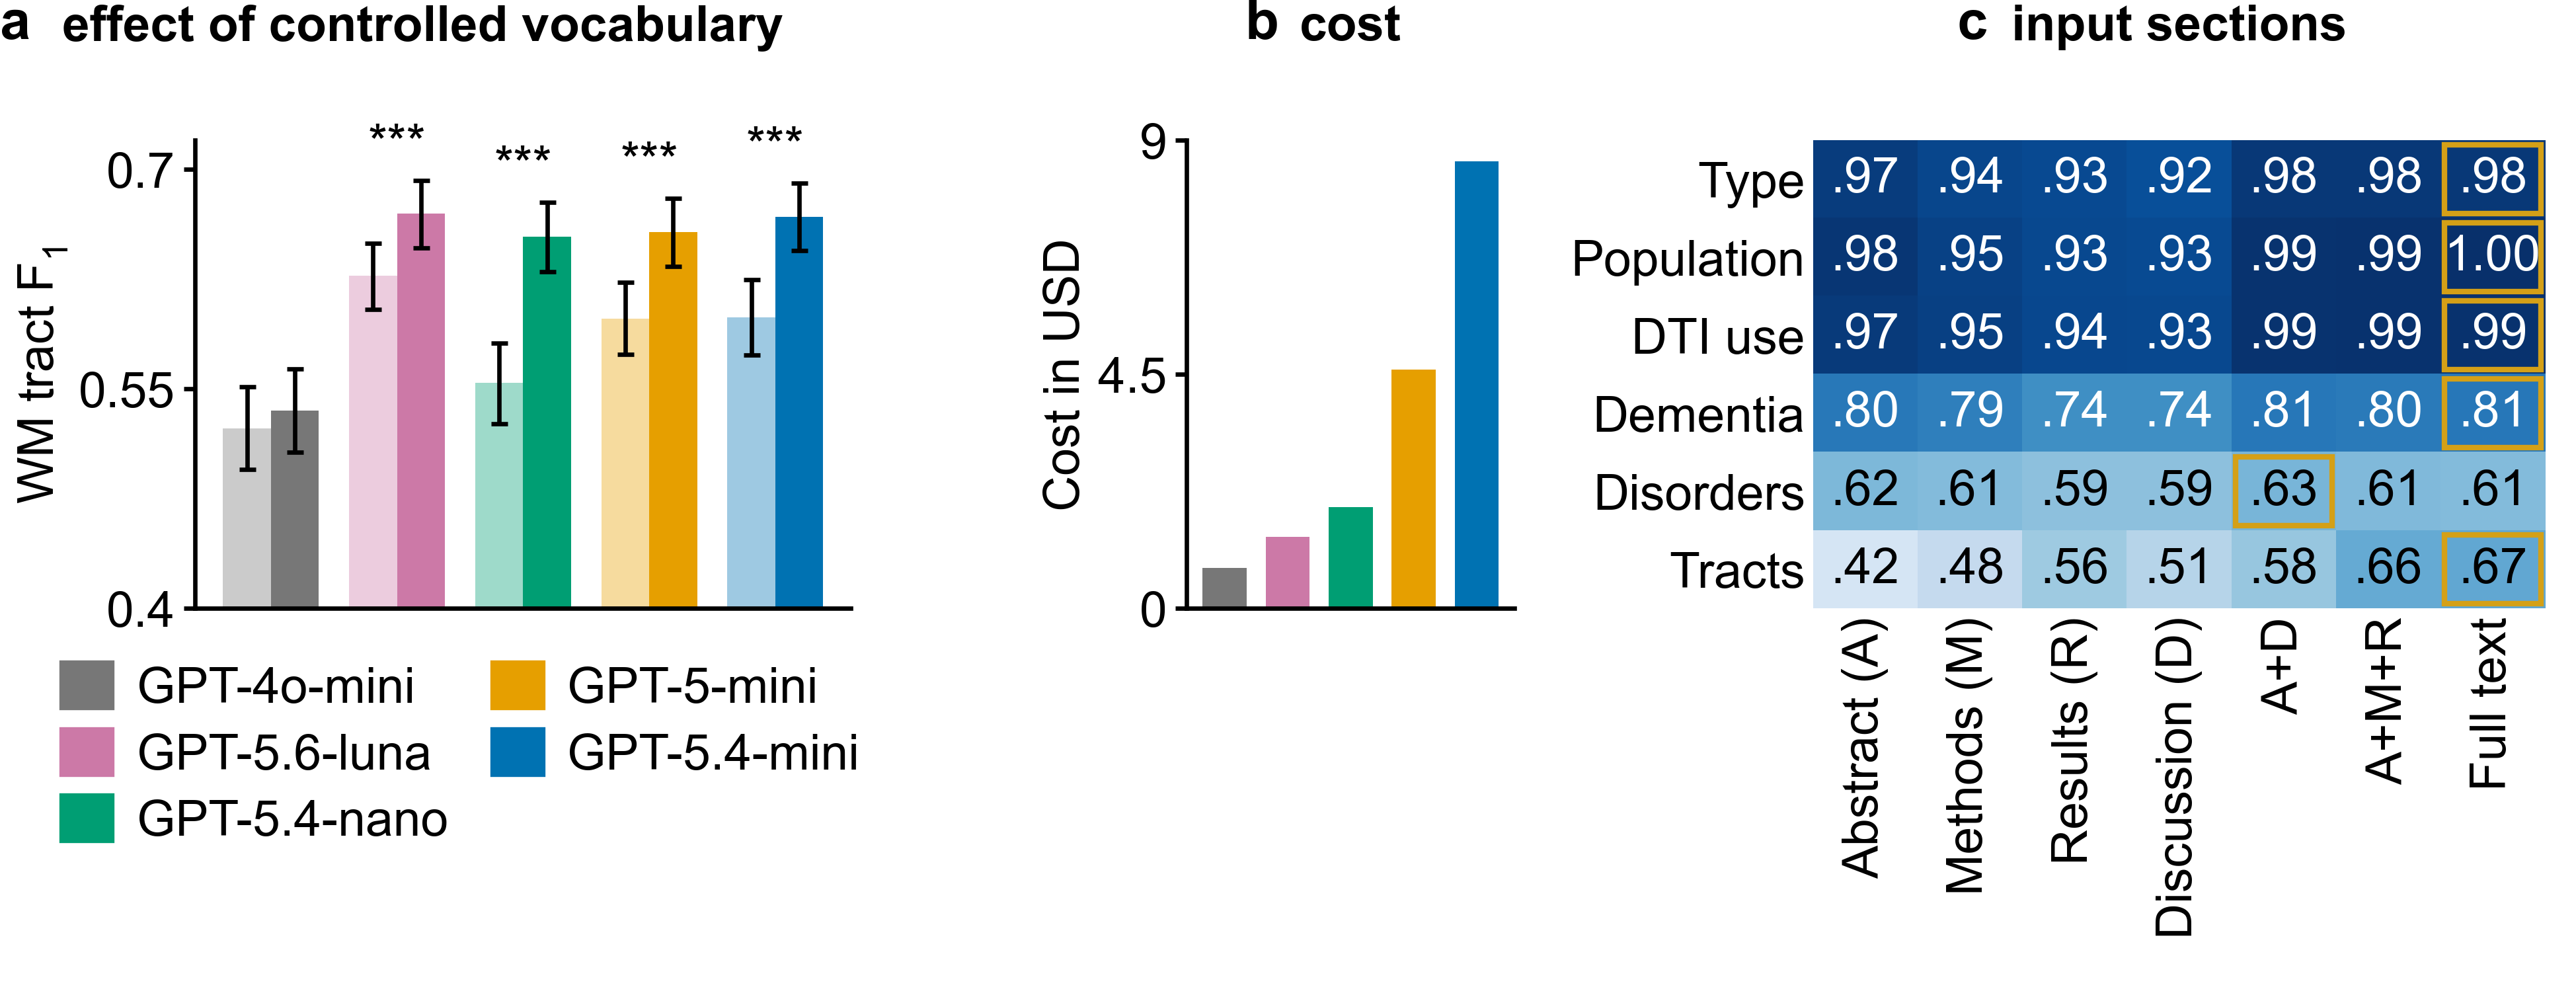 a effect of controlled vocabulary
WM tract F1
0.7
0.55
0.4
***
***
***
***
GPT-4o-mini
GPT-5.6-luna
GPT-5.4-nano
GPT-5-mini
GPT-5.4-mini
b cost
Cost in USD
9
4.5
0
c input sections
Type .97 .94 .93 .92 .98 .98 .98
Population .98 .95 .93 .93 .99 .99 1.00
DTI use .97 .95 .94 .93 .99 .99 .99
Dementia .80 .79 .74 .74 .81 .80 .81
Disorders .62 .61 .59 .59 .63 .61 .61
Tracts .42 .48 .56 .51 .58 .66 .67
Abstract (A)
Methods (M)
Results (R)
Discussion (D)
A+D
A+M+R
Full text